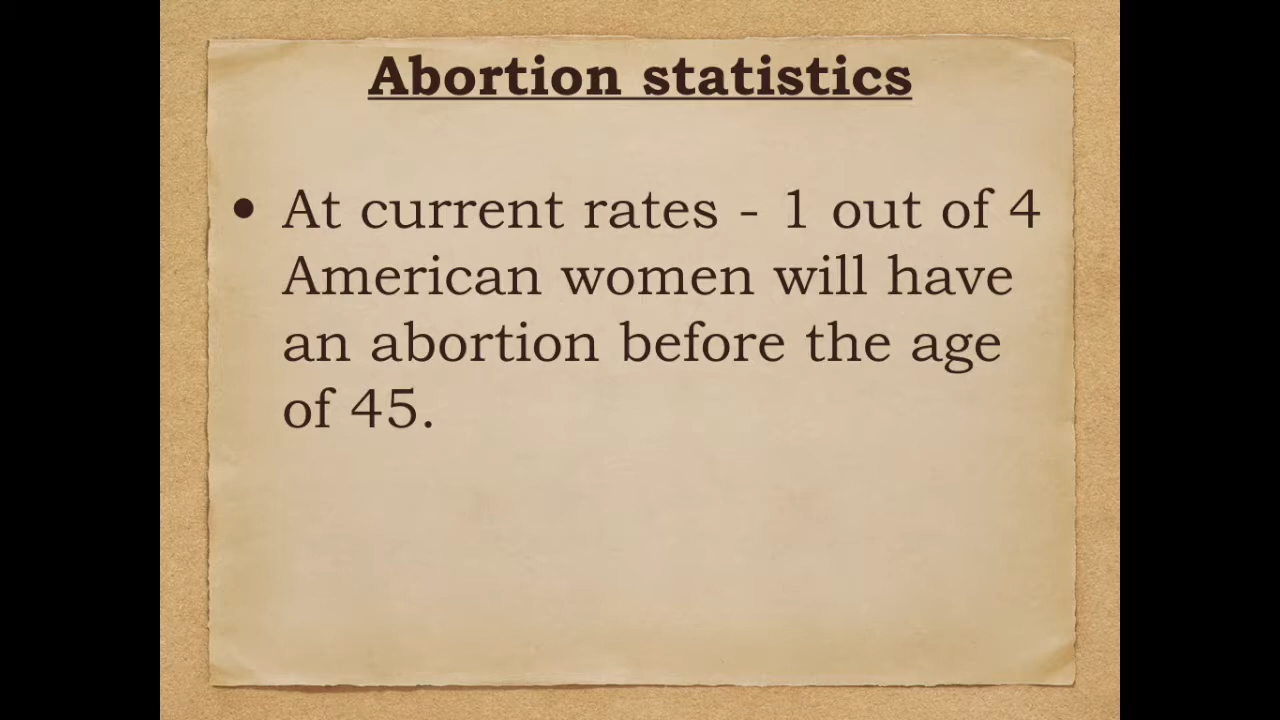 Abortion statistics
• At current rates - 1 out of 4
American women will have
an abortion before the age
of 45.